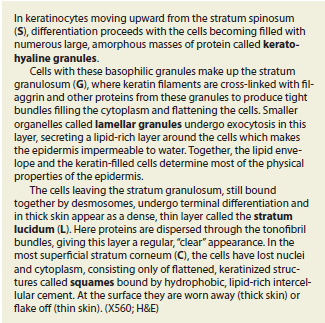 In keratinocytes moving upward from the stratum spinosum
(S), differentiation proceeds with the cells becoming filled with
numerous large, amorphous masses of protein called kerato-
hyaline granules.
Cells with these basophilic granules make up the stratum
granulosum (G), where keratin filaments are cross-linked with fil-
aggrin and other proteins from these granules to produce tight
bundles filling the cytoplasm and flattening the cells. Smaller
organelles called lamellar granules undergo exocytosis in this
layer, secreting a lipid-rich layer around the cells which makes
the epidermis impermeable to water. Together, the lipid enve-
lope and the keratin-filled cells determine most of the physical
properties of the epidermis.
The cells leaving the stratum granulosum, still bound
together by desmosomes, undergo terminal differentiation and
in thick skin appear as a dense, thin layer called the stratum
lucidum (L). Here proteins are dispersed through the tonofibril
bundles, giving this layer a regular, "clear" appearance. In the
most superficial stratum corneum (C), the cells have lost nuclei
and cytoplasm, consisting only of flattened, keratinized struc-
tures called squames bound by hydrophobic, lipid-rich intercel-
lular cement. At the surface they are worn away (thick skin) or
flake off (thin skin). (X560; H&E)